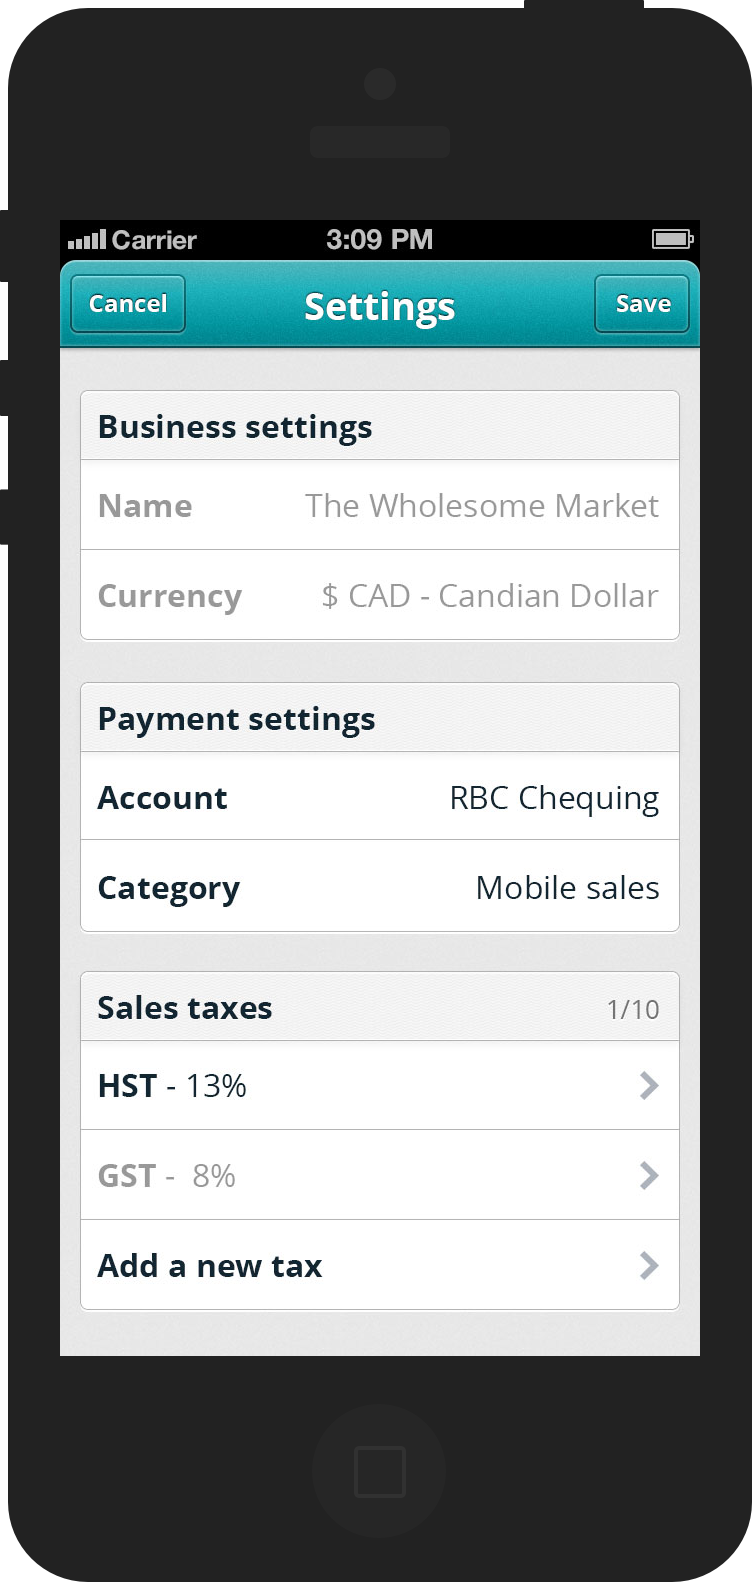 Carrier 3:09 PM
Cancel Settings Save
Business settings
Name The Wholesome Market
Currency $ CAD - Candian Dollar
Payment settings
Account RBC Chequing
Category Mobile sales
Sales taxes 1/10
HST - 13%
GST - 8%
Add a new tax